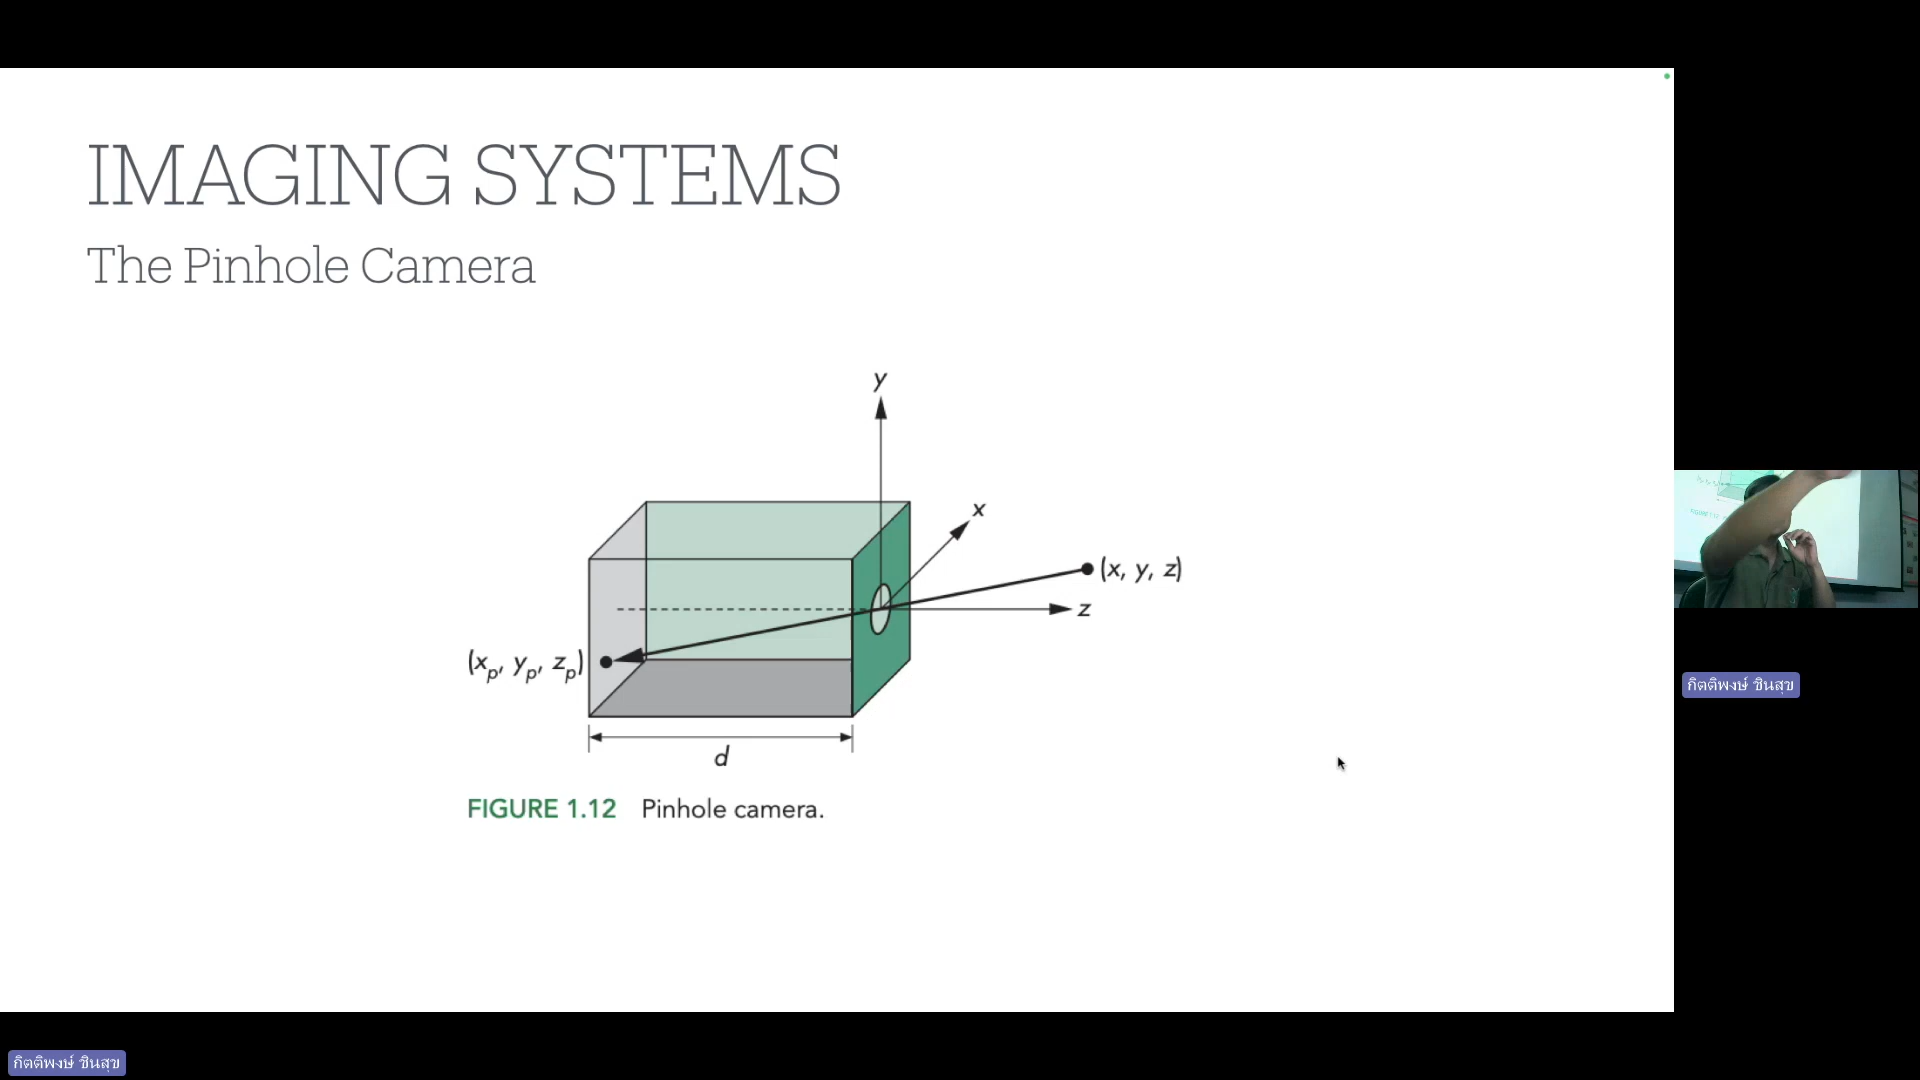 IMAGING SYSTEMS
The Pinhole Camera
y
x
(x, y, z)
z
(xp, yp, zp)
d
FIGURE 1.12 Pinhole camera.
กิตติพงษ์ ชินสุข
กิตติพงษ์ ชินสุข